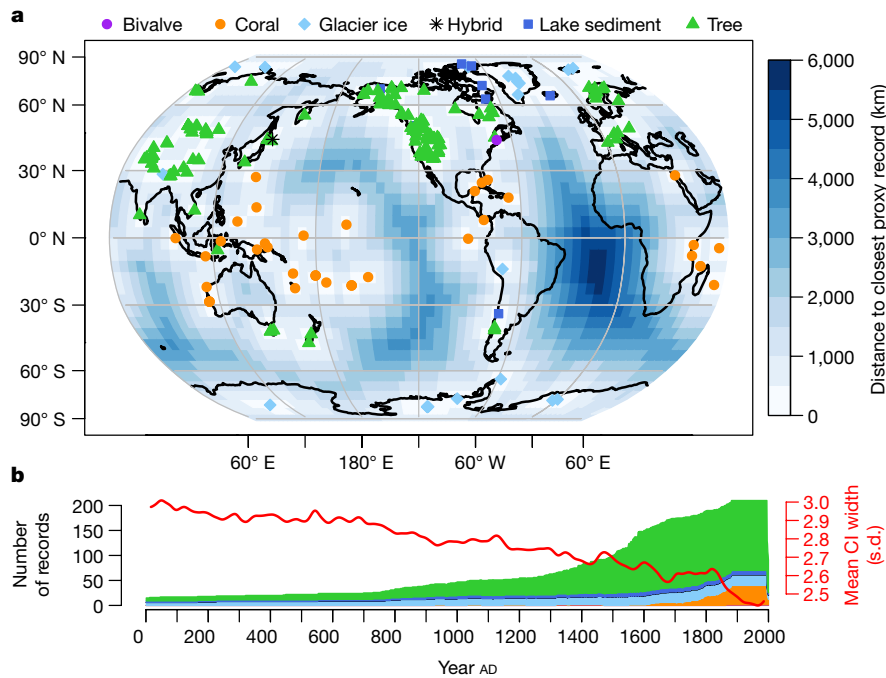 a
Bivalve Coral Glacier ice Hybrid Lake sediment Tree
90° N
60° N
30° N
0° N
30° S
60° S
90° S
60° E 180° E 60° W 60° E
6,000
5,000
4,000
3,000
2,000
1,000
0
Distance to closest proxy record (km)
b
Number
of records
200
150
100
50
0
3.0
2.9
2.8
2.7
2.6
2.5
Mean CI width
(s.d.)
0 200 400 600 800 1000 1200 1400 1600 1800 2000
Year AD